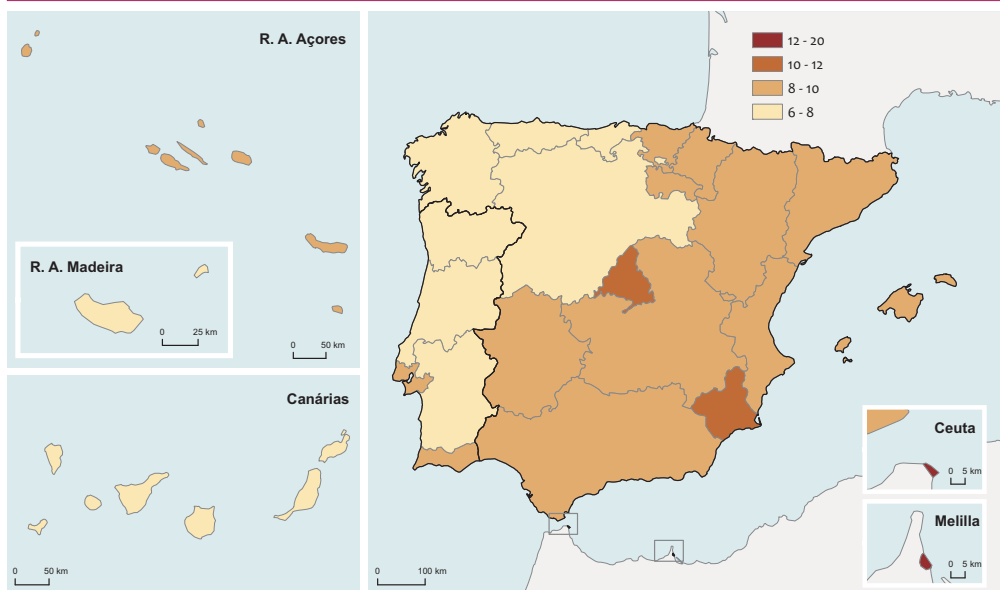 R. A. Açores
R. A. Madeira
0 25 km
0 50 km
Canárias
0 50 km
12 - 20
10 - 12
8 - 10
6 - 8
0 100 km
Ceuta
0 5 km
Melilla
0 5 km